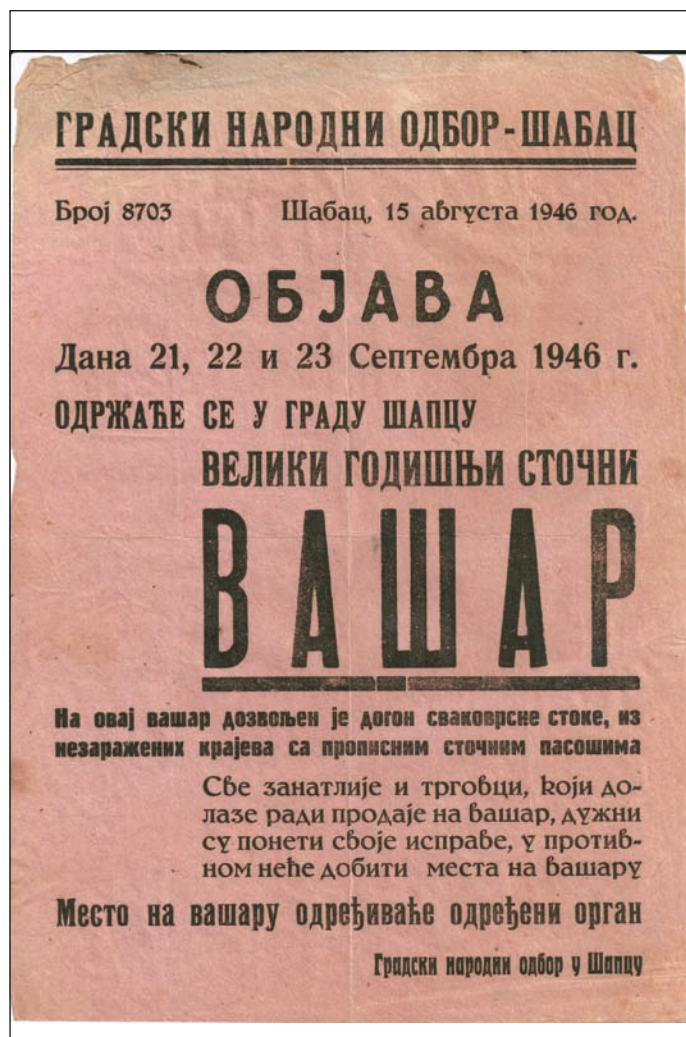 ГРАДСКИ НАРОДНИ ОДБОР-ШАБАЦ
Број 8703 Шабац, 15 августа 1946 год.
ОБЈАВА
Дана 21, 22 и 23 Септембра 1946 г.
ОДРЖАЋЕ СЕ У ГРАДУ ШАПЦУ
ВЕЛИКИ ГОДИШЊИ СТОЧНИ
ВАШАР
На овај вашар дозвољен је догон сваковрсне стоке, из
незаражених крајева са прописним сточним пасошима
Све занатлије и трговци, који до-
лазе ради продаје на вашар, дужни
су понети своје исправе, у против-
ном неће добити места на вашару
Место на вашару одређиваће одређени орган
Градски народни одбор у Шапцу